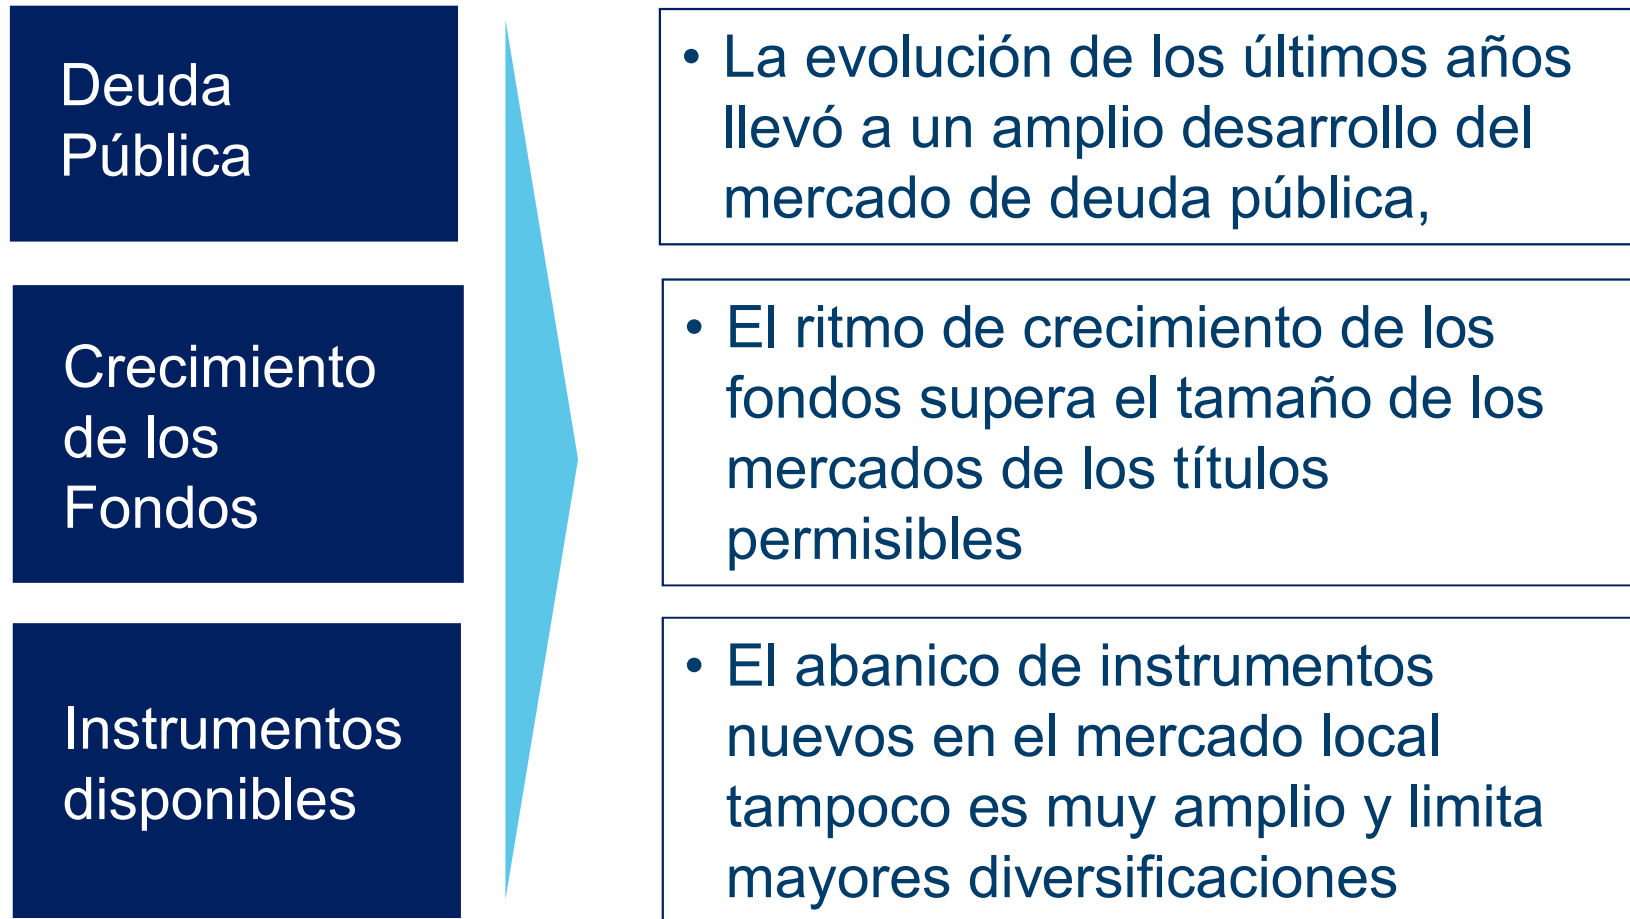 Deuda
Pública
• La evolución de los últimos años
llevó a un amplio desarrollo del
mercado de deuda pública,
Crecimiento
de los
Fondos
• El ritmo de crecimiento de los
fondos supera el tamaño de los
mercados de los títulos
permisibles
Instrumentos
disponibles
• El abanico de instrumentos
nuevos en el mercado local
tampoco es muy amplio y limita
mayores diversificaciones